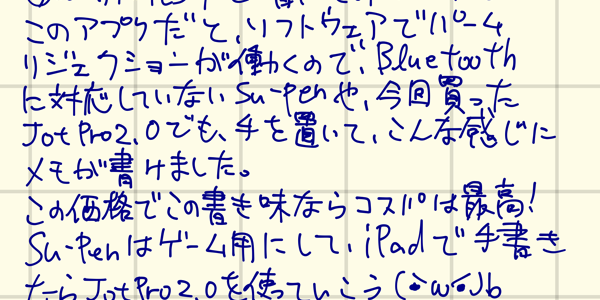 このアプリだと、ソフトウェアでパーム
リジェクションが働くので、Bluetooth
に対応していないSu-Penや、今回買った
JotPro2.0でも、手を置いて、こんな感じに
メモが書けました。
この価格でこの書き味ならコスパは最高!
Su-Penはゲーム用にして、iPadで手書き
たらJotPro2.0を使っていこう(•̀ω•́)b